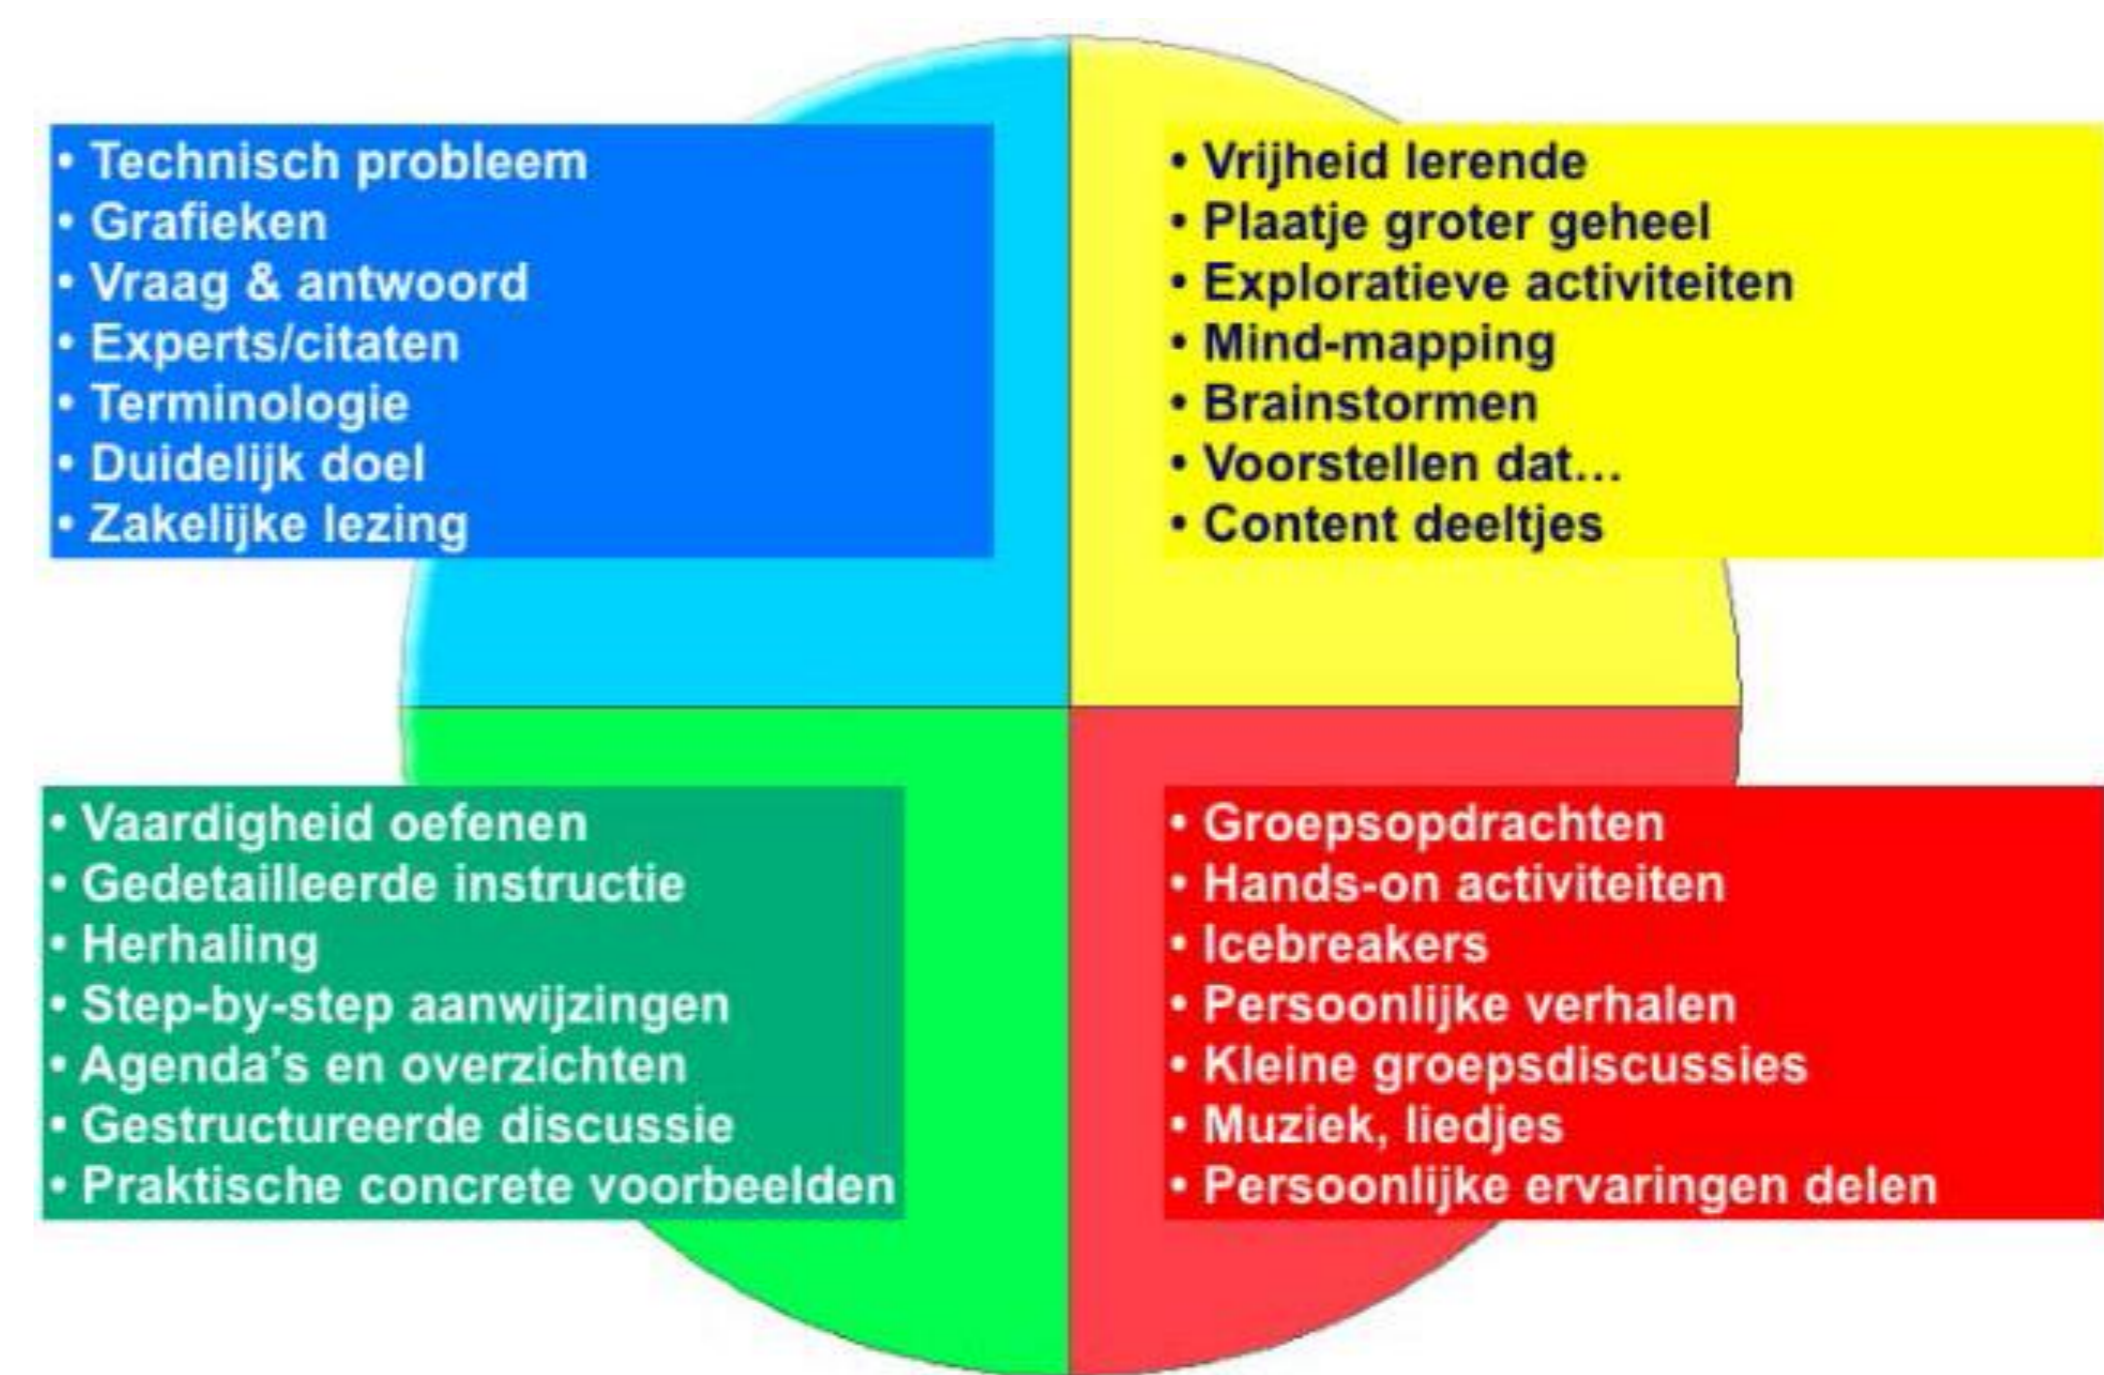 • Technisch probleem
• Grafieken
• Vraag & antwoord
• Experts/citaten
• Terminologie
• Duidelijk doel
• Zakelijke lezing
• Vrijheid lerende
• Plaatje groter geheel
• Exploratieve activiteiten
• Mind-mapping
• Brainstormen
• Voorstellen dat...
• Content deeltjes
• Vaardigheid oefenen
• Gedetailleerde instructie
• Herhaling
• Step-by-step aanwijzingen
• Agenda's en overzichten
• Gestructureerde discussie
• Praktische concrete voorbeelden
• Groepsopdrachten
• Hands-on activiteiten
• Icebreakers
• Persoonlijke verhalen
• Kleine groepsdiscussies
• Muziek, liedjes
• Persoonlijke ervaringen delen